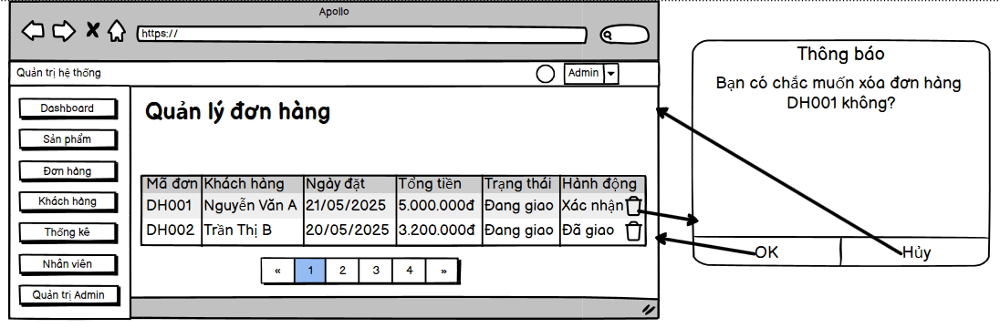 Apollo
https://
Quản trị hệ thống
Admin
Dashboard
Sản phẩm
Đơn hàng
Khách hàng
Thống kê
Nhân viên
Quản trị Admin
Quản lý đơn hàng
Mã đơn Khách hàng Ngày đặt Tổng tiền Trạng thái Hành động
DH001 Nguyễn Văn A 21/05/2025 5.000.000đ Đang giao Xác nhận
DH002 Trần Thị B 20/05/2025 3.200.000đ Đang giao Đã giao
« 1 2 3 4 »
Thông báo
Bạn có chắc muốn xóa đơn hàng
DH001 không?
OK Hủy